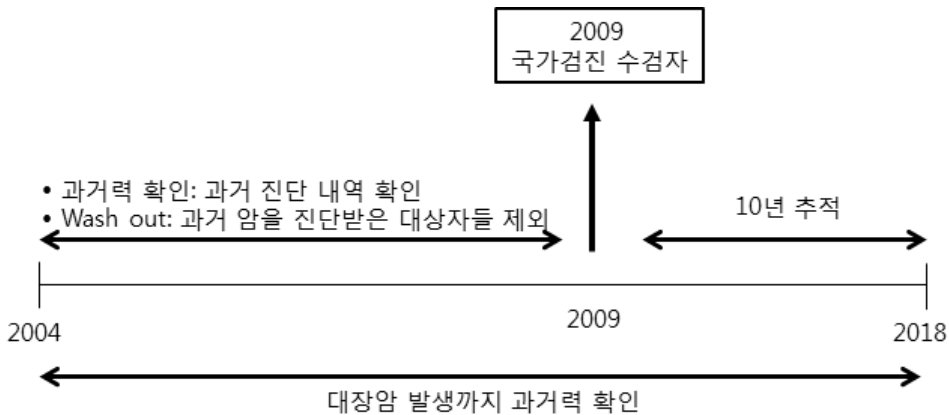 2009
국가검진 수검자
• 과거력 확인: 과거 진단 내역 확인
• Wash out: 과거 암을 진단받은 대상자들 제외
10년 추적
2004
2009
2018
대장암 발생까지 과거력 확인